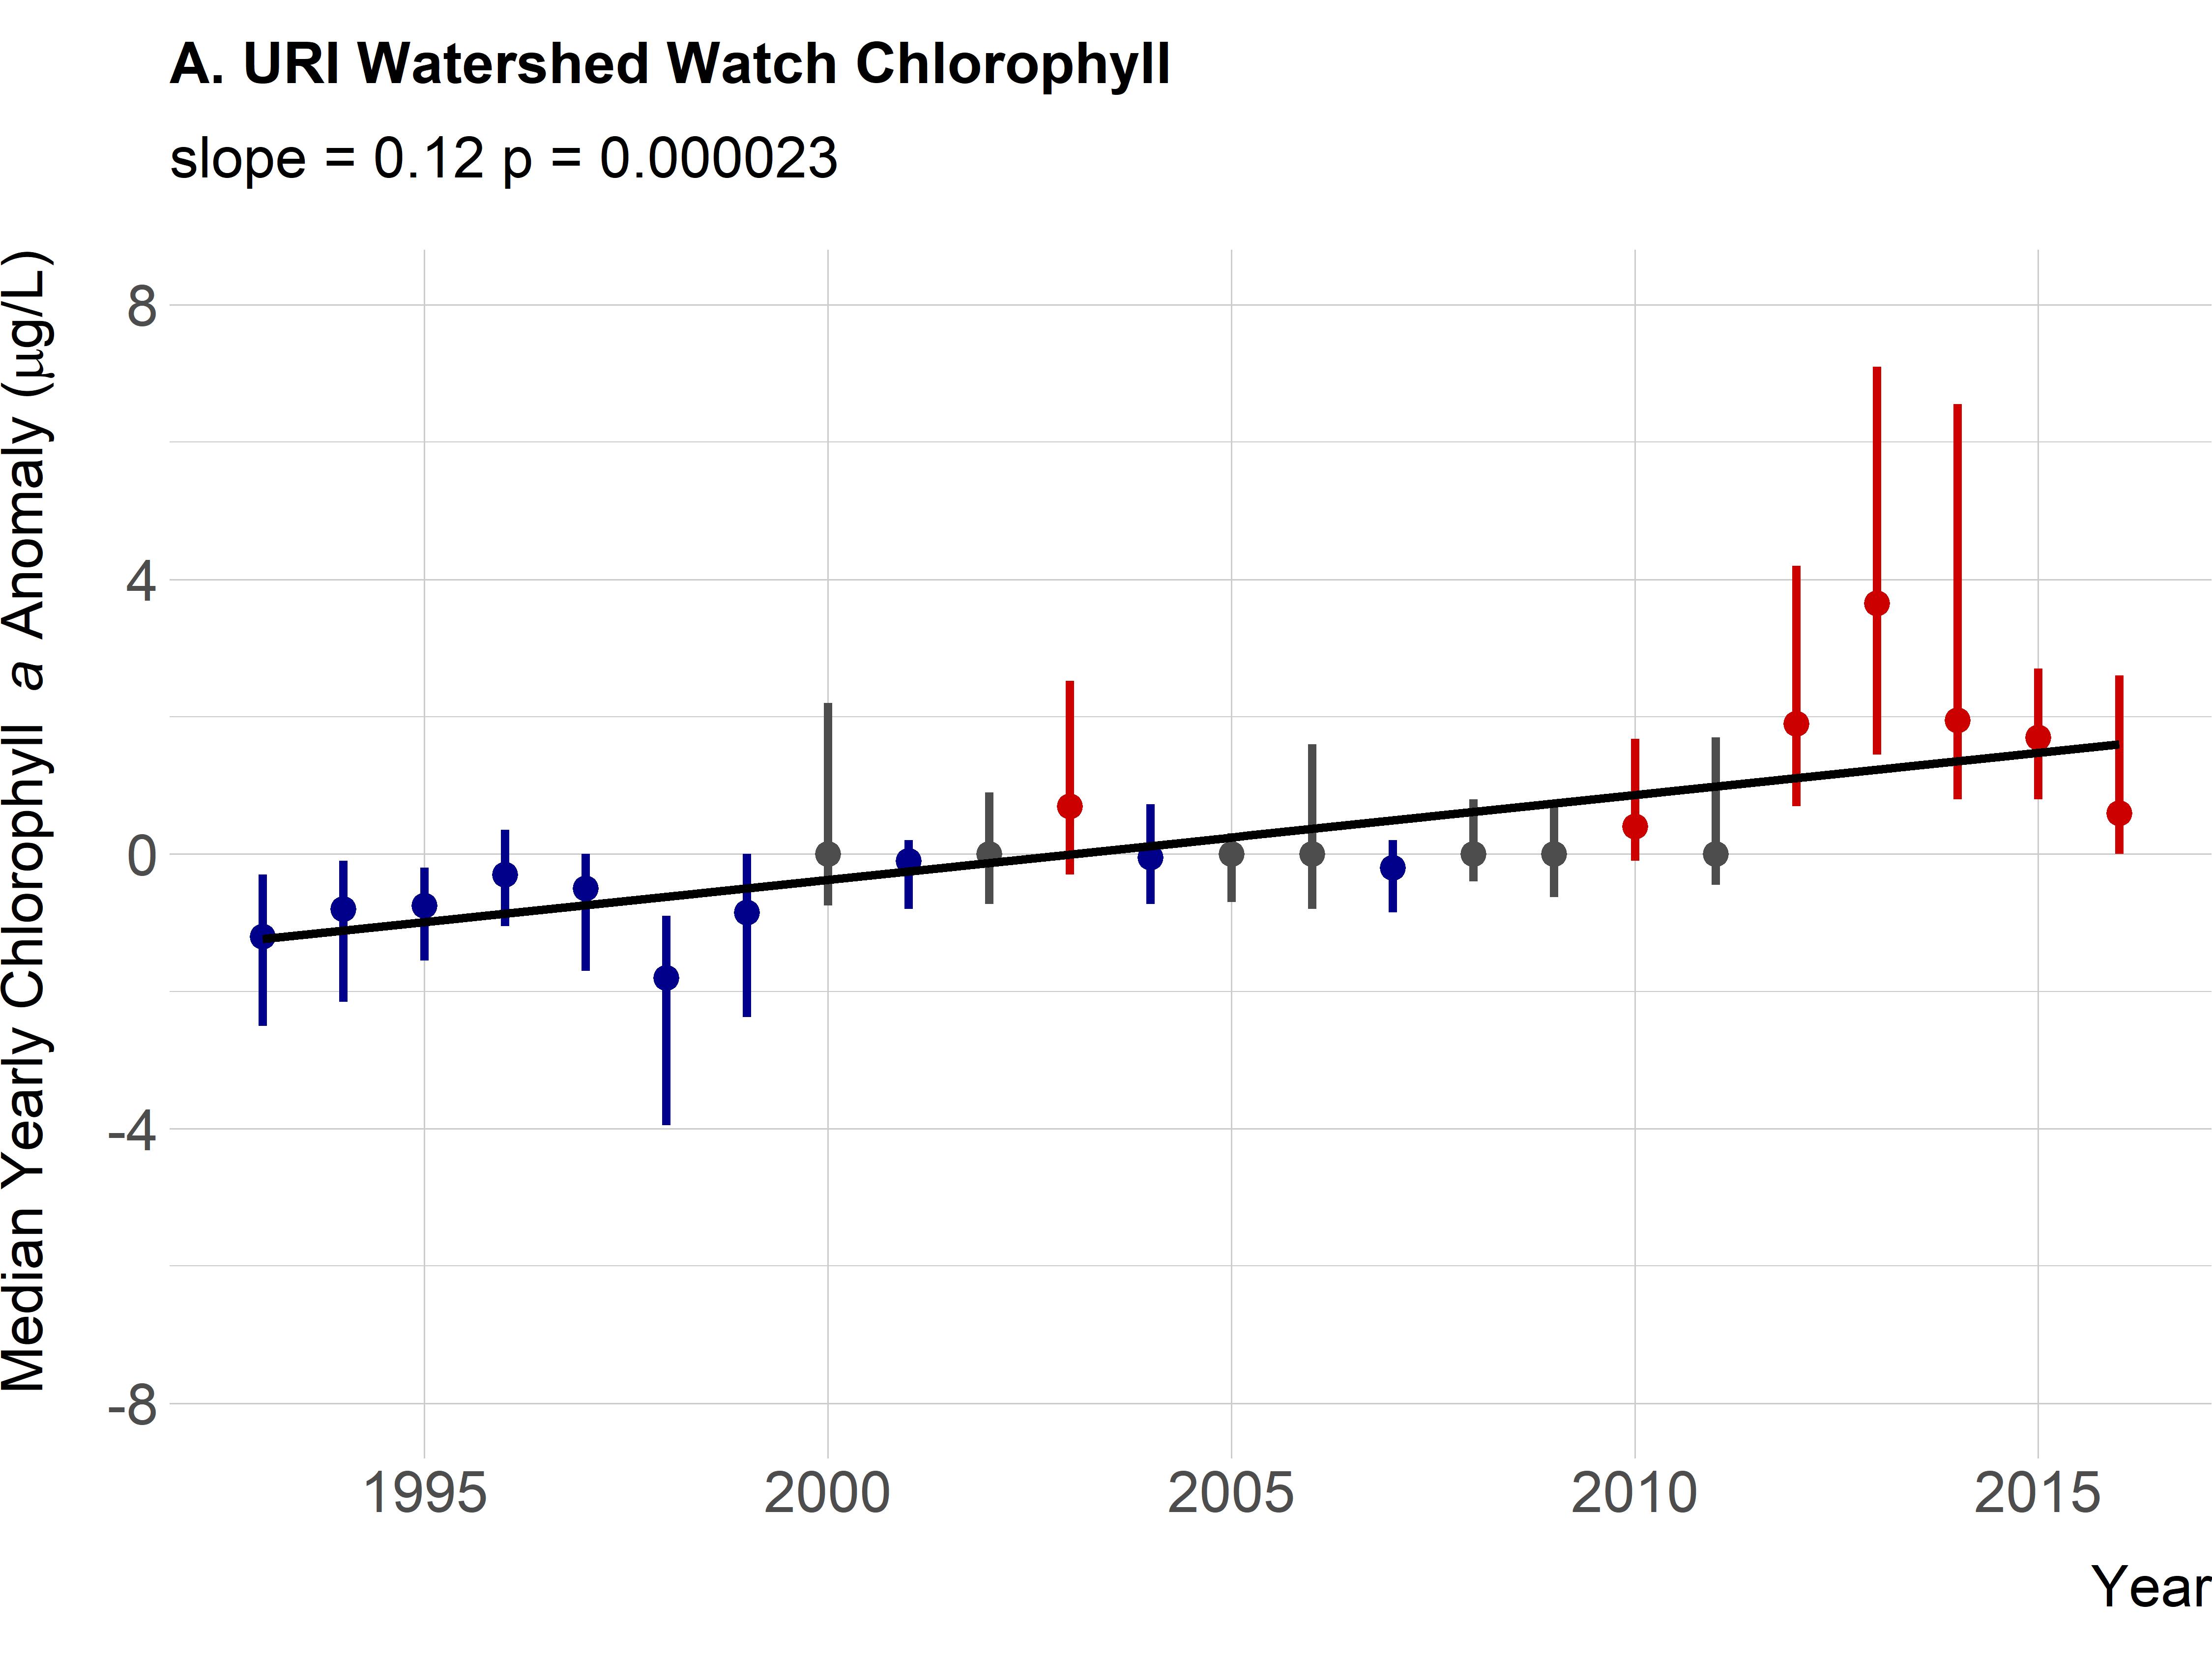 A. URI Watershed Watch Chlorophyll
slope = 0.12 p = 0.000023
Median Yearly Chlorophyll a Anomaly (μg/L)
8
4
0
-4
-8
1995 2000 2005 2010 2015
Year